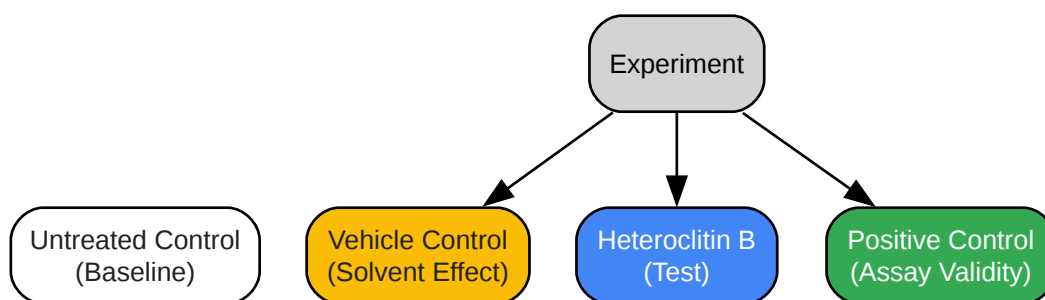 Experiment
Untreated Control
(Baseline)
Vehicle Control
(Solvent Effect)
Heteroclitin B
(Test)
Positive Control
(Assay Validity)